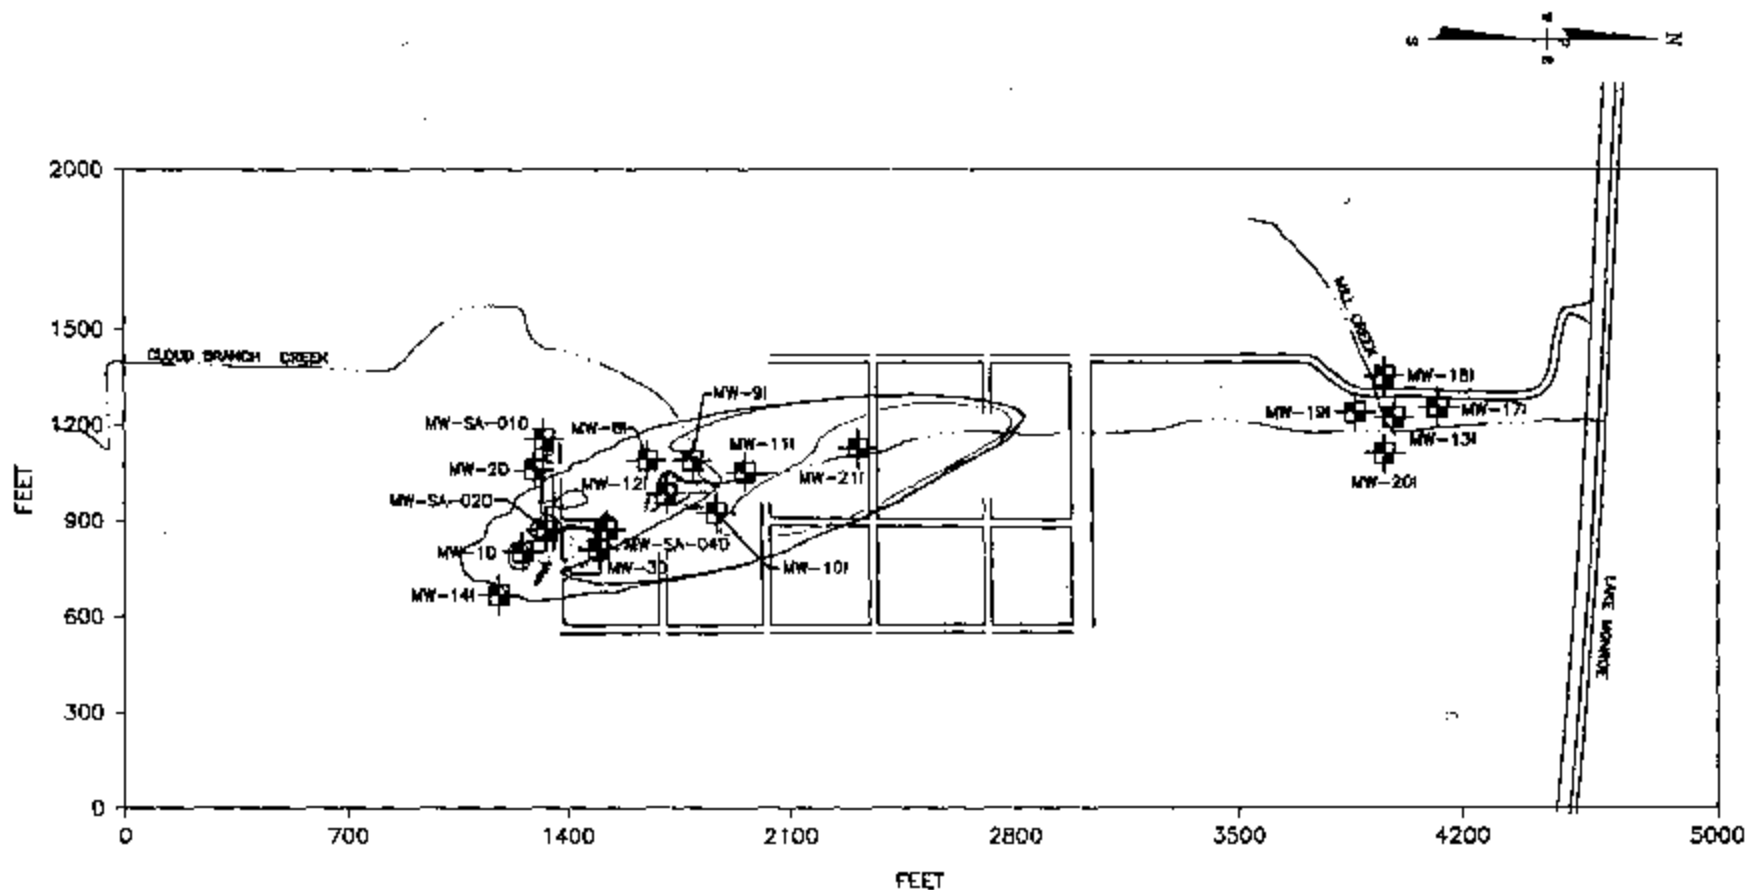 N
2000
1500
MILL CREEK
CLOUD BRANCH CREEK
MW-18I
MW-9I
MW-19I
MW-17I
1200
MW-SA-01D
MW-8I
MW-11I
MW-13I
MW-2D
MW-12I
MW-21I
MW-20I
MW-SA-02D
FEET
900
MW-1D
MW-SA-04D
MW-3D
MW-10I
MW-14I
600
LAKE MONROE
300
0
0
700
1400
2100
2800
3500
4200
5000
FEET